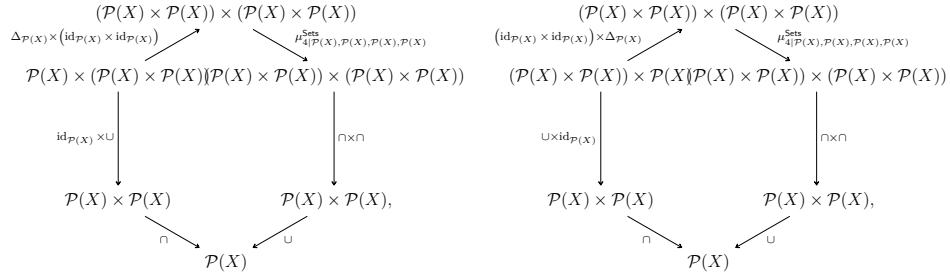 (𝒫(X) × 𝒫(X)) × (𝒫(X) × 𝒫(X)) (𝒫(X) × 𝒫(X)) × (𝒫(X) × 𝒫(X))
Δ_{𝒫(X)} × (id_{𝒫(X)} × id_{𝒫(X)}) μ^{Sets}_{4|𝒫(X),𝒫(X),𝒫(X),𝒫(X)} (id_{𝒫(X)} × id_{𝒫(X)}) × Δ_{𝒫(X)} μ^{Sets}_{4|𝒫(X),𝒫(X),𝒫(X),𝒫(X)}
𝒫(X) × (𝒫(X) × 𝒫(X)) (𝒫(X) × 𝒫(X)) × (𝒫(X) × 𝒫(X)) (𝒫(X) × 𝒫(X)) × 𝒫(X) (𝒫(X) × 𝒫(X)) × (𝒫(X) × 𝒫(X))
id_{𝒫(X)} × ∪ ∩×∩ ∪×id_{𝒫(X)} ∩×∩
𝒫(X) × 𝒫(X) 𝒫(X) × 𝒫(X), 𝒫(X) × 𝒫(X) 𝒫(X) × 𝒫(X),
∩ ∪ ∩ ∪
𝒫(X) 𝒫(X)